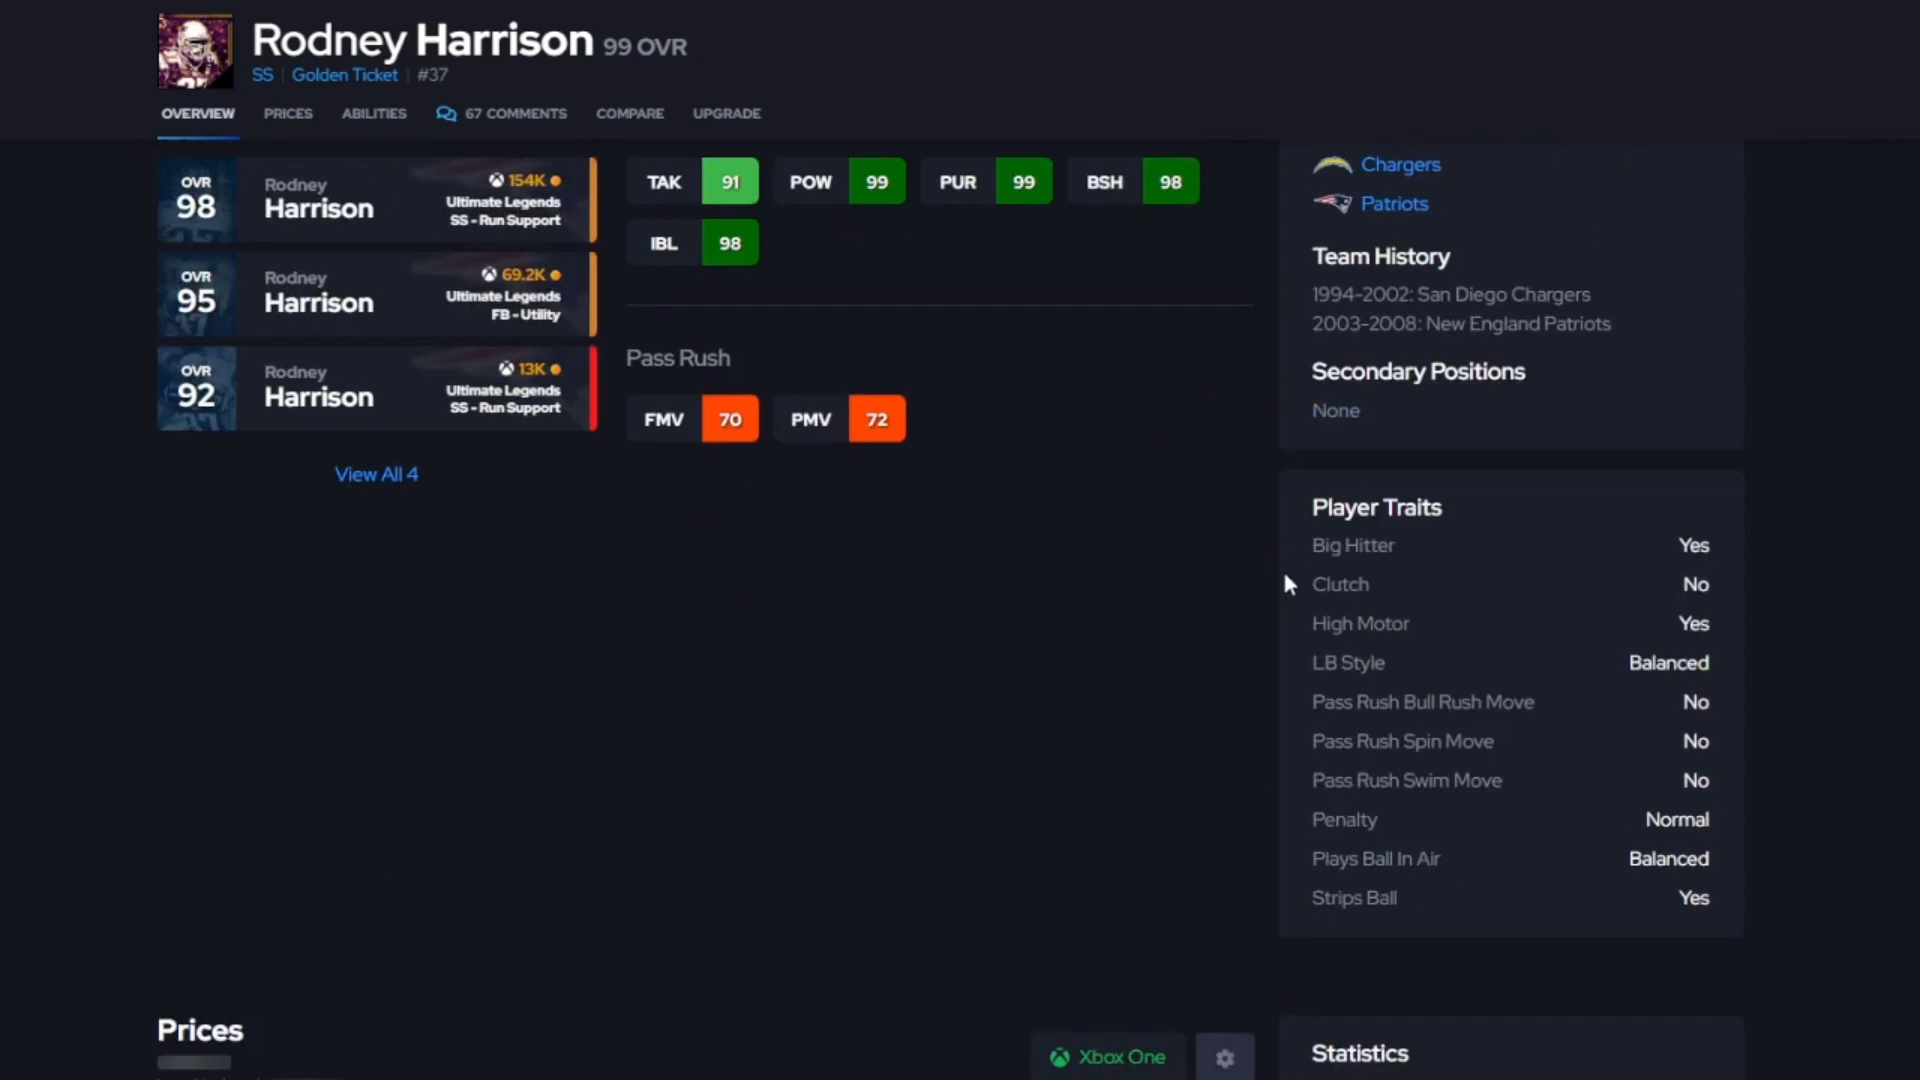 Rodney Harrison 99 OVR
SS | Golden Ticket | #37
OVERVIEW PRICES ABILITIES 67 COMMENTS COMPARE UPGRADE
OVR
98
Rodney
Harrison
154K
Ultimate Legends
SS - Run Support
OVR
95
Rodney
Harrison
69.2K
Ultimate Legends
FB - Utility
OVR
92
Rodney
Harrison
13K
Ultimate Legends
SS - Run Support
View All 4
TAK 91 POW 99 PUR 99 BSH 98
IBL 98
Pass Rush
FMV 70 PMV 72
Chargers
Patriots
Team History
1994-2002: San Diego Chargers
2003-2008: New England Patriots
Secondary Positions
None
Player Traits
Big Hitter Yes
Clutch No
High Motor Yes
LB Style Balanced
Pass Rush Bull Rush Move No
Pass Rush Spin Move No
Pass Rush Swim Move No
Penalty Normal
Plays Ball In Air Balanced
Strips Ball Yes
Prices
Xbox One
Statistics